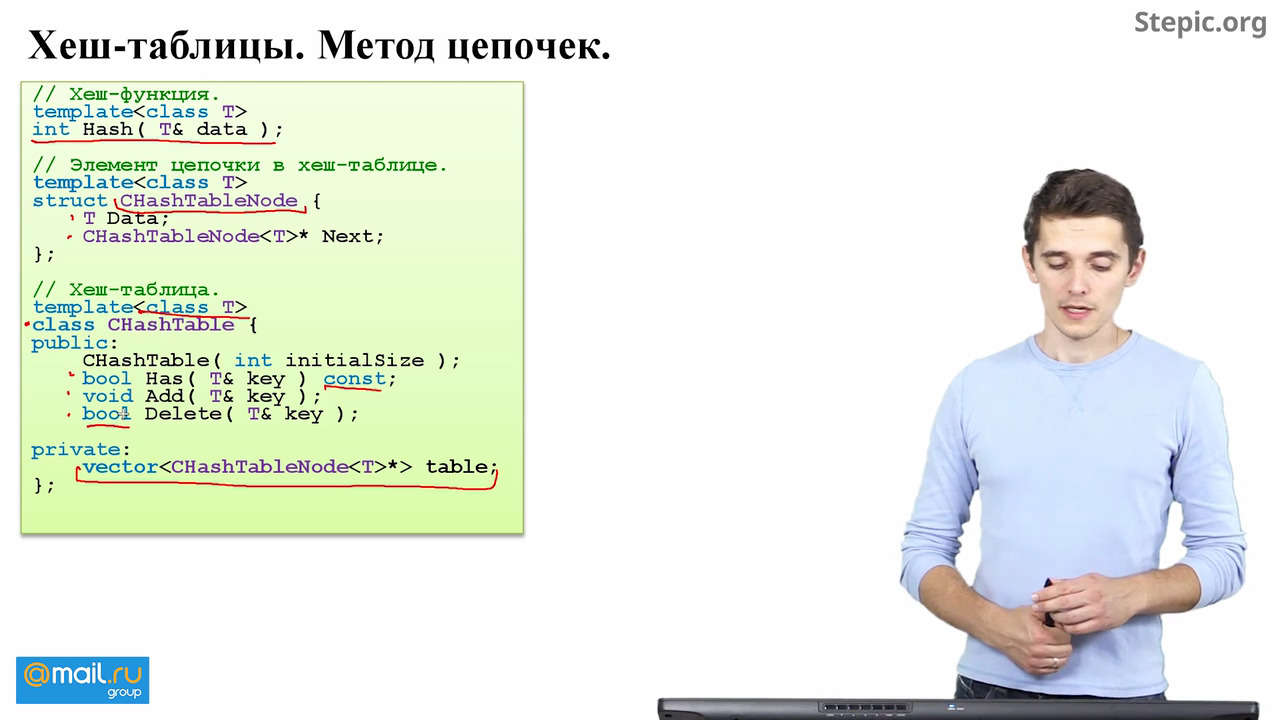 Stepic.org
Хеш-таблицы. Метод цепочек.
// Хеш-функция.
template<class T>
int Hash( T& data );
// Элемент цепочки в хеш-таблице.
template<class T>
struct CHashTableNode {
T Data;
CHashTableNode<T>* Next;
};
// Хеш-таблица.
template<class T>
class CHashTable {
public:
CHashTable( int initialSize );
bool Has( T& key ) const;
void Add( T& key );
bool Delete( T& key );
private:
vector<CHashTableNode<T>*> table;
};
@mail.ru
group